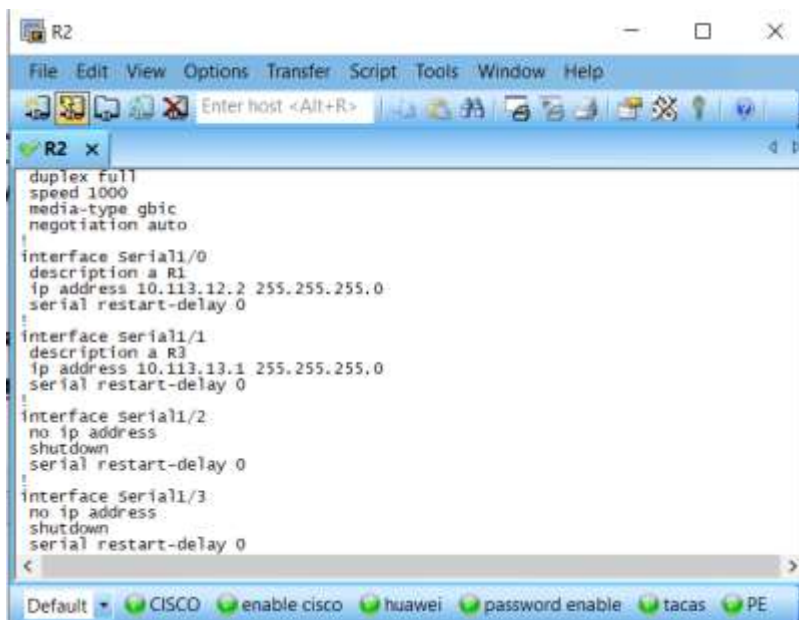 R2
File Edit View Options Transfer Script Tools Window Help
Enter host <Alt+R>
R2
duplex full
speed 1000
media-type gbic
negotiation auto
!
interface Serial1/0
description a R1
ip address 10.113.12.2 255.255.255.0
serial restart-delay 0
!
interface Serial1/1
description a R3
ip address 10.113.13.1 255.255.255.0
serial restart-delay 0
!
interface Serial1/2
no ip address
shutdown
serial restart-delay 0
!
interface Serial1/3
no ip address
shutdown
serial restart-delay 0
Default CISCO enable cisco huawei password enable tacas PE